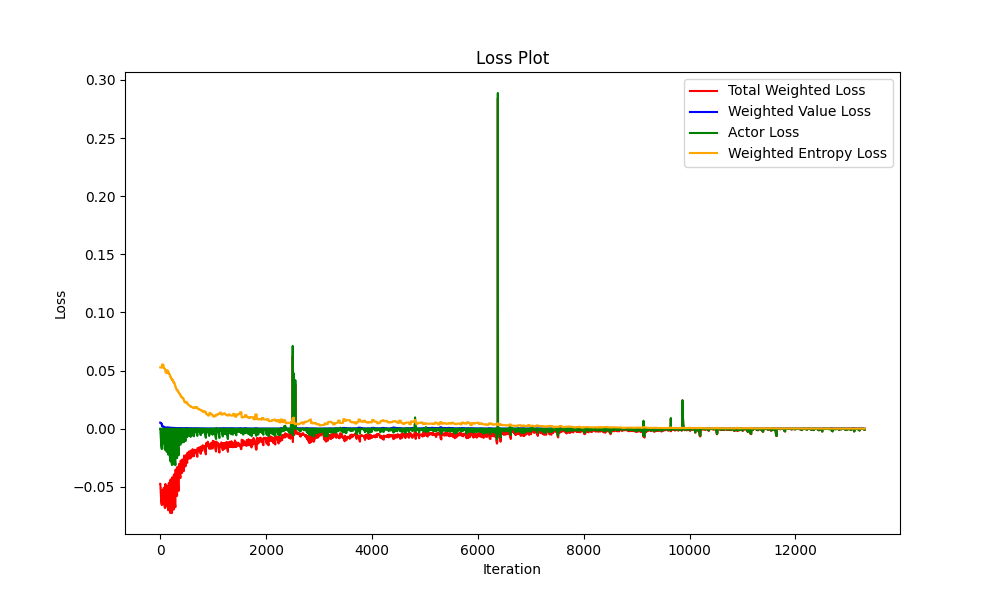 Loss Plot
Total Weighted Loss
Weighted Value Loss
Actor Loss
Weighted Entropy Loss
0.30
0.25
0.20
0.15
0.10
0.05
0.00
−0.05
Loss
0 2000 4000 6000 8000 10000 12000
Iteration